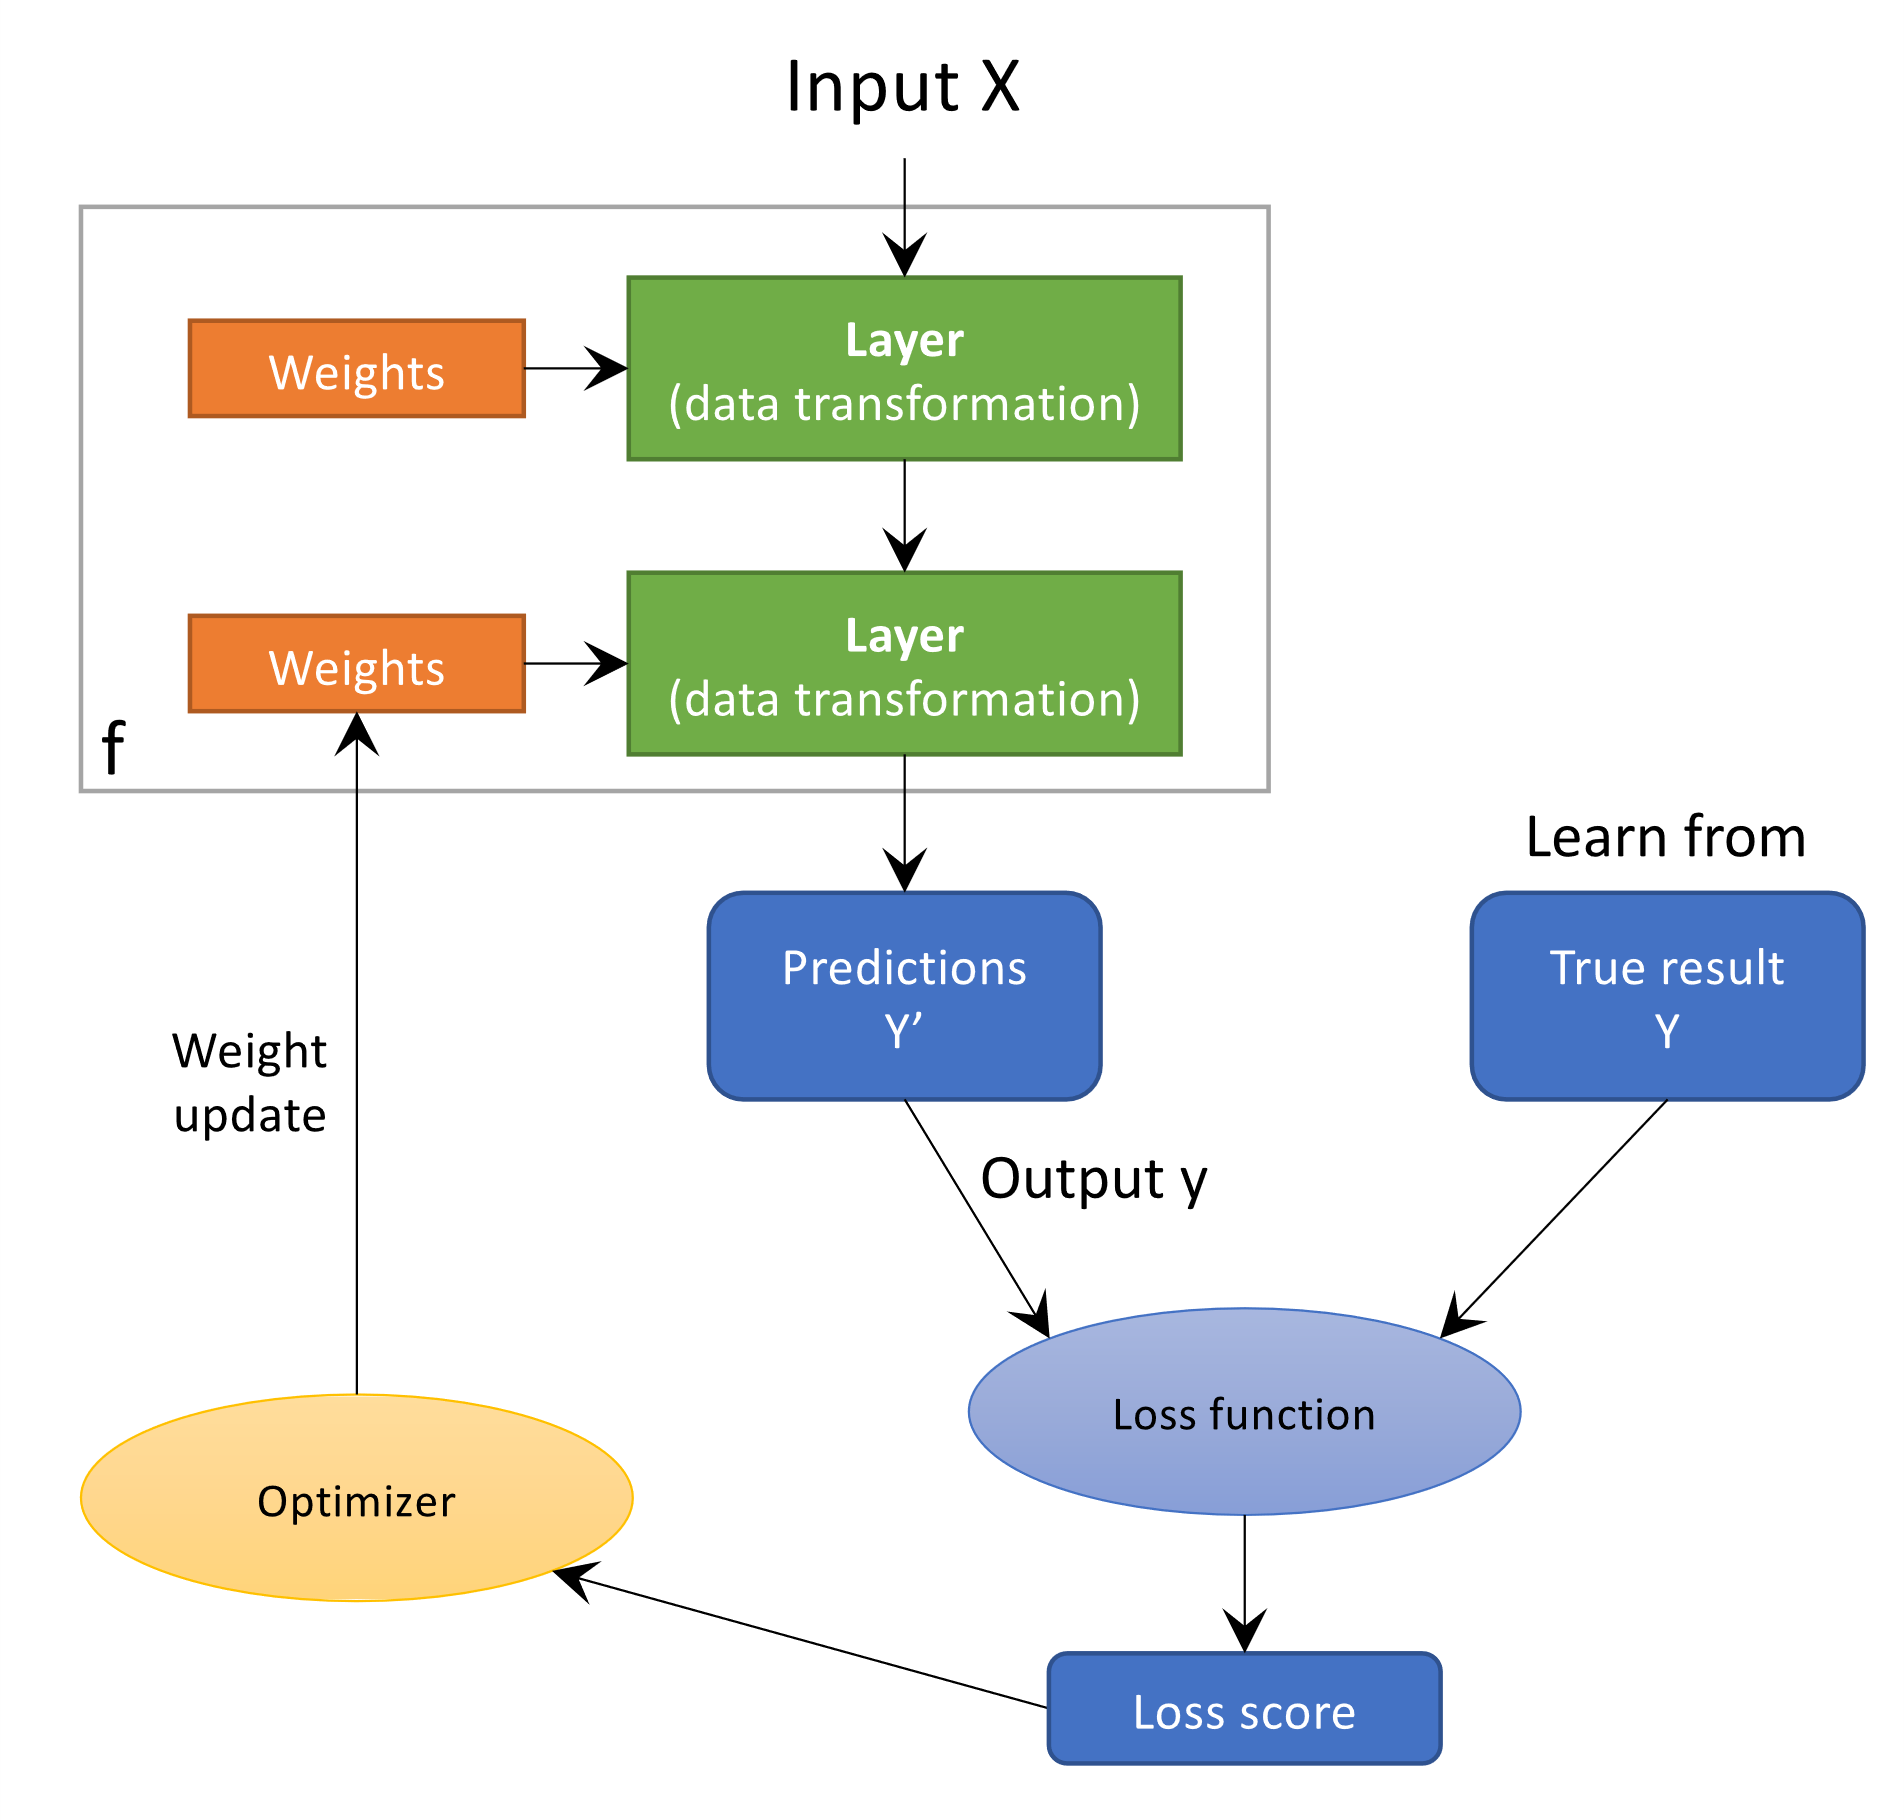 Input X
Weights
Layer
(data transformation)
Weights
Layer
(data transformation)
f
Learn from
Predictions
Y’
True result
Y
Weight
update
Output y
Loss function
Optimizer
Loss score